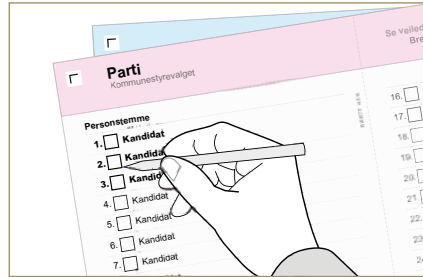 Parti
Kommunestyrevalget
Personstemme
1. Kandidat
2. Kandida
3. Kandid
4. Kandidat
5. Kandidat
6. Kandidat
7. Kandidat
Se veiled
Bre
16.
17.
18.
19.
20.
21.
22.
23
24